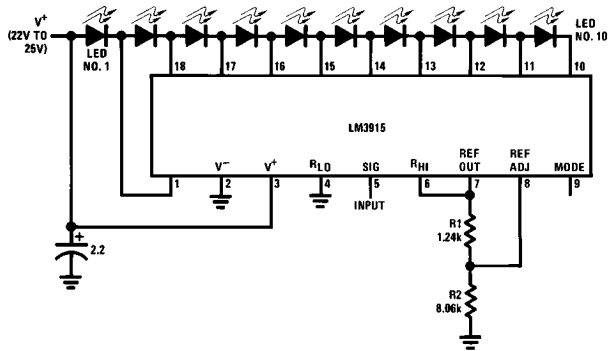 V+
(22V TO
25V)
LED
NO. 1
LED
NO. 10
18
17
16
15
14
13
12
11
10
LM3915
V−
V+
RLO
SIG
RHI
REF
OUT
REF
ADJ
MODE
1
2
3
4
5
6
7
8
9
INPUT
+
2.2
R1
1.24k
R2
8.06k